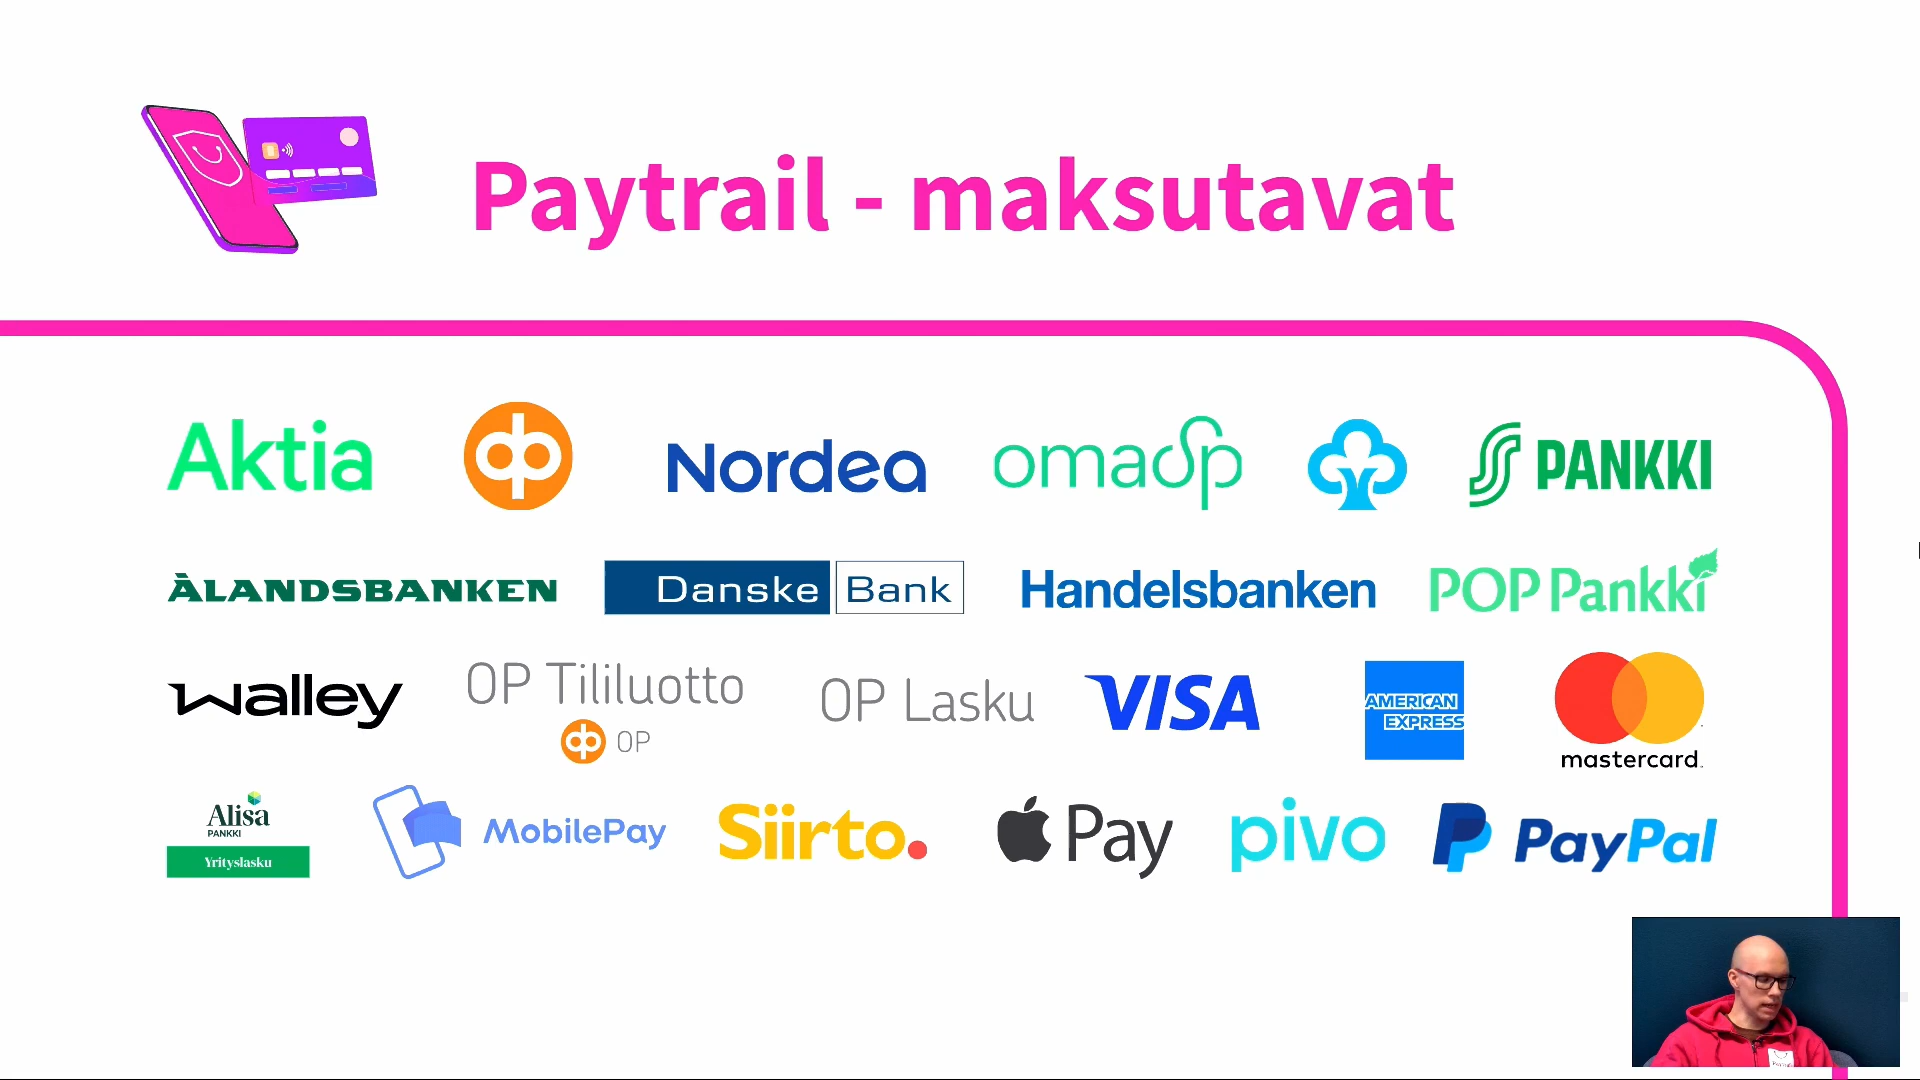 Paytrail - maksutavat
Aktia
Nordea
omasp
S PANKKI
ÅLANDSBANKEN
Danske Bank
Handelsbanken
POP Pankki
walley
OP Tililuotto
OP
OP Lasku
VISA
AMERICAN
EXPRESS
mastercard.
Alisa
PANKKI
Yrityslasku
MobilePay
Siirto.
Pay
pivo
PayPal